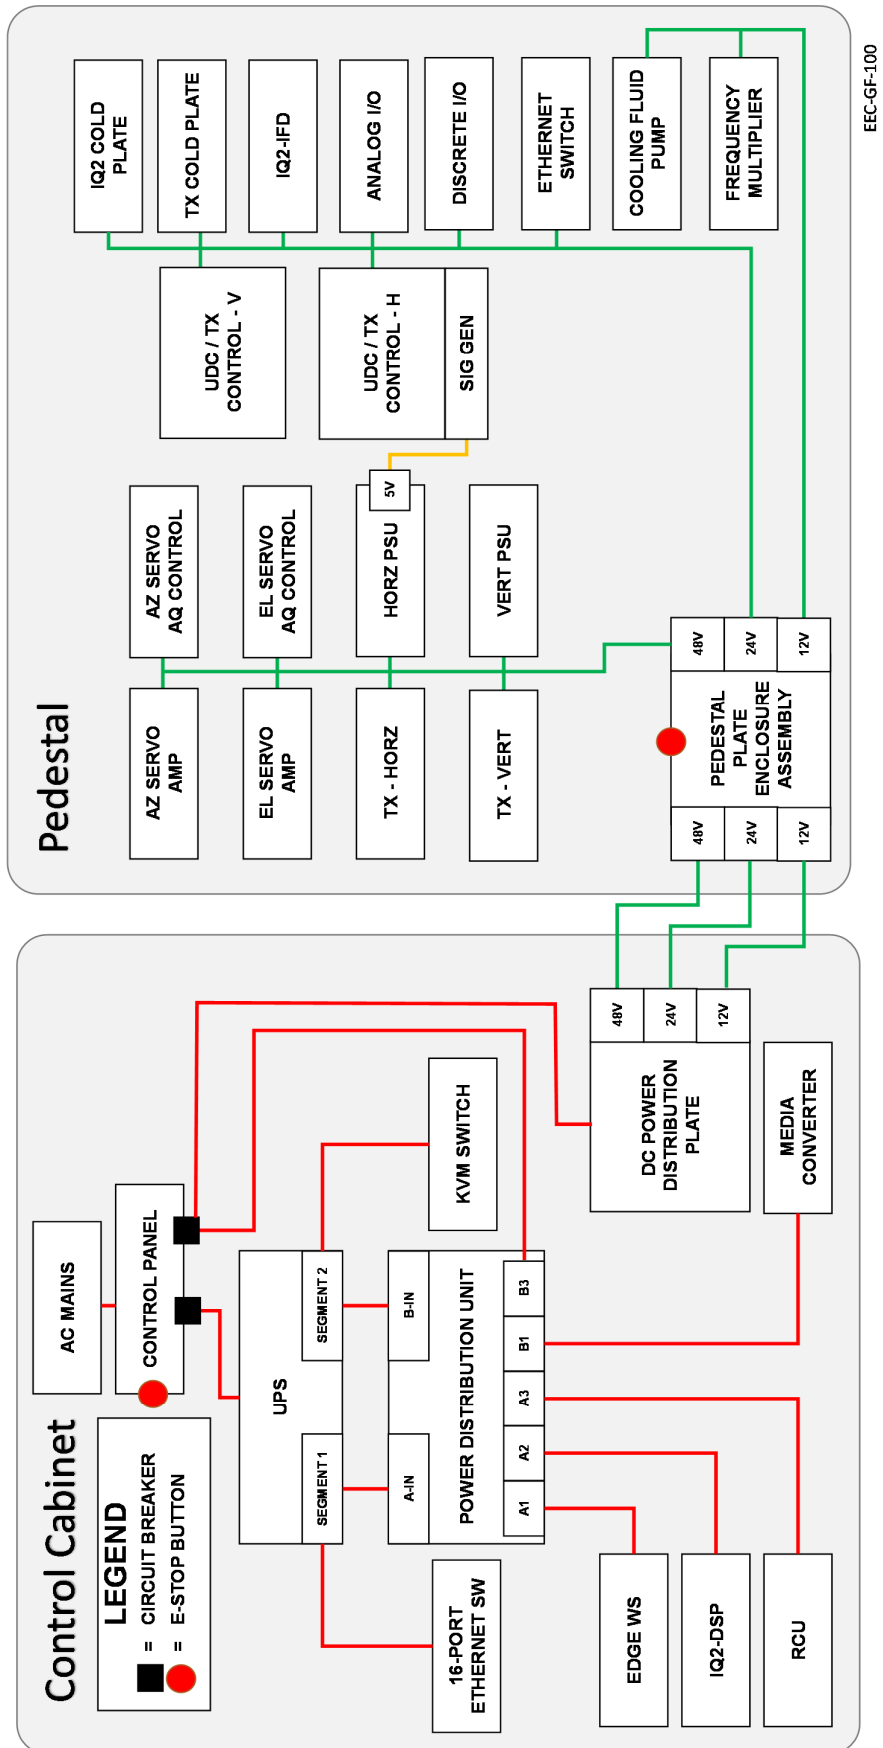 Control Cabinet
LEGEND
= CIRCUIT BREAKER
= E-STOP BUTTON
AC MAINS
CONTROL PANEL
UPS
SEGMENT 1
SEGMENT 2
A-IN
B-IN
POWER DISTRIBUTION UNIT
A1
A2
A3
B1
B3
16-PORT
ETHERNET SW
KVM SWITCH
EDGE WS
IQ2-DSP
RCU
DC POWER
DISTRIBUTION
PLATE
48V
24V
12V
MEDIA
CONVERTER
Pedestal
AZ SERVO
AMP
EL SERVO
AMP
TX - HORZ
TX - VERT
AZ SERVO
AQ CONTROL
EL SERVO
AQ CONTROL
HORZ PSU
5V
VERT PSU
48V
24V
12V
PEDESTAL
PLATE
ENCLOSURE
ASSEMBLY
48V
24V
12V
UDC / TX
CONTROL - V
UDC / TX
CONTROL - H
SIG GEN
IQ2 COLD
PLATE
TX COLD PLATE
IQ2-IFD
ANALOG I/O
DISCRETE I/O
ETHERNET
SWITCH
COOLING FLUID
PUMP
FREQUENCY
MULTIPLIER
EEC-GF-100